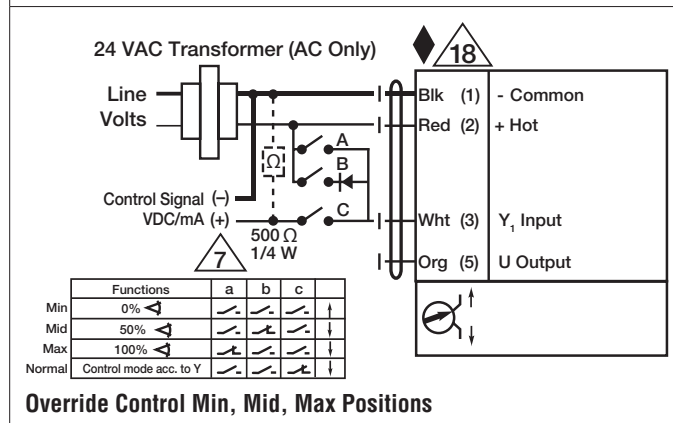 24 VAC Transformer (AC Only)
18
Line
Volts
Blk (1) - Common
Red (2) + Hot
A
Ω
B
Control Signal (–)
VDC/mA (+)
C
Wht (3) Y₁ Input
500 Ω
1/4 W
7
Org (5) U Output
Functions a b c
Min 0%
Mid 50%
Max 100%
Normal Control mode acc. to Y
Override Control Min, Mid, Max Positions